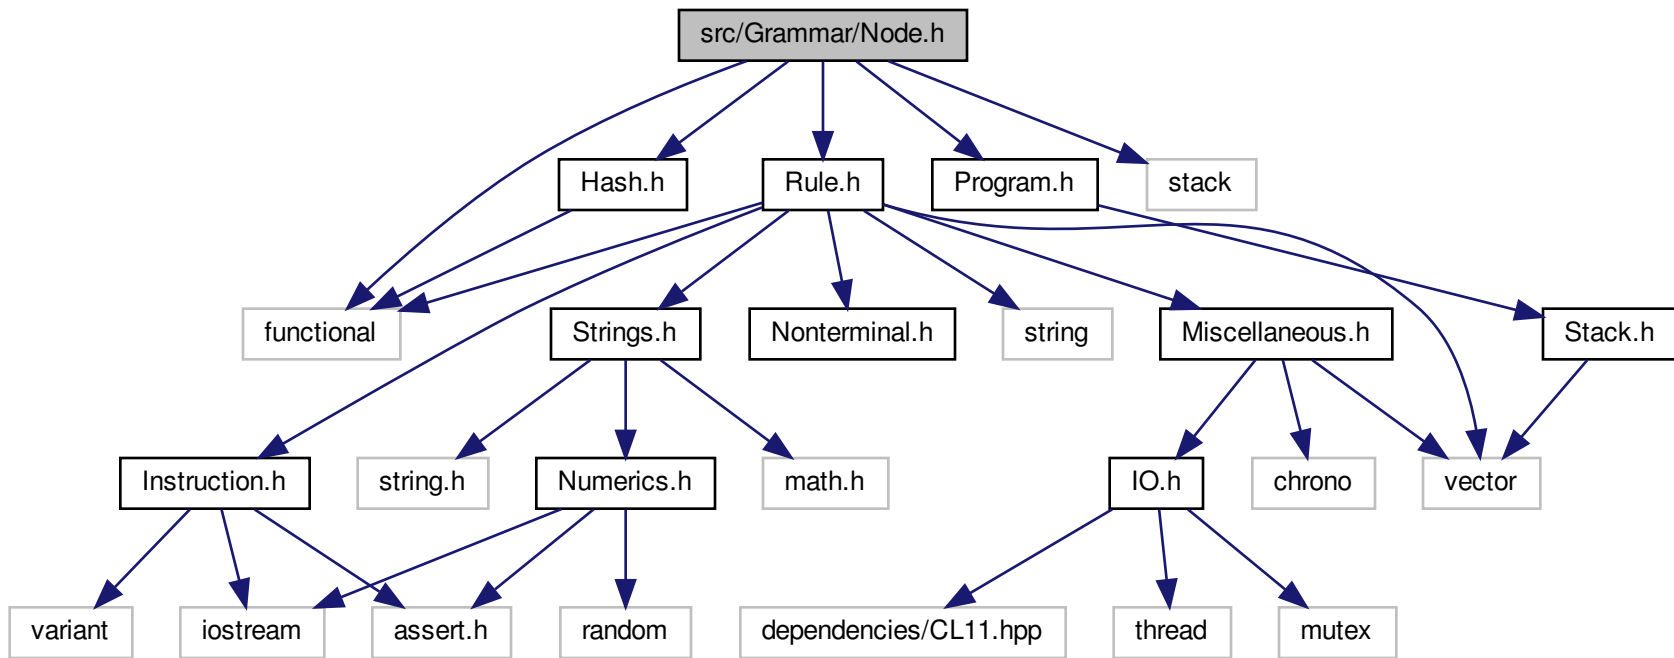 src/Grammar/Node.h
Hash.h
Rule.h
Program.h
stack
functional
Strings.h
Nonterminal.h
string
Miscellaneous.h
Stack.h
Instruction.h
string.h
Numerics.h
math.h
IO.h
chrono
vector
variant
iostream
assert.h
random
dependencies/CL11.hpp
thread
mutex